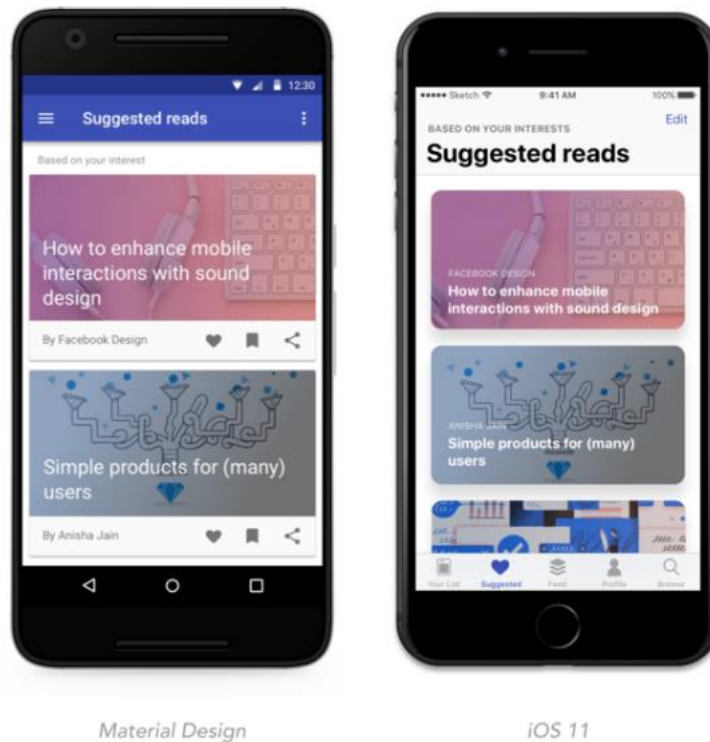 12:30
Suggested reads
Based on your interest
How to enhance mobile
interactions with sound
design
By Facebook Design
Simple products for (many)
users
By Anisha Jain
Material Design
Sketch
9:41 AM
100%
Edit
BASED ON YOUR INTERESTS
Suggested reads
FACEBOOK DESIGN
How to enhance mobile
interactions with sound design
ANISHA JAIN
Simple products for (many)
users
Your List
Suggested
Feed
Profile
Browse
iOS 11